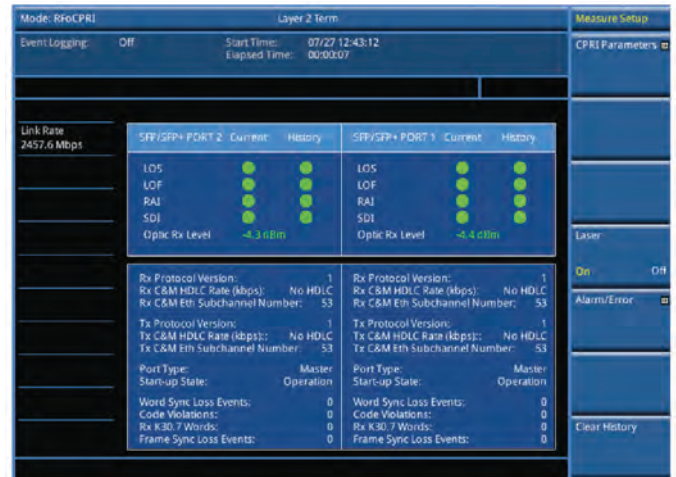 Mode: RFoCPRI
Layer 2 Term
Measure Setup
Event Logging: Off
Start Time: 07/27 12:43:12
Elapsed Time: 00:00:07
CPRI Parameters
Link Rate
2457.6 Mbps
SFP/SFP+ PORT 2 Current History
LOS
LOF
RAI
SDI
Optic Rx Level -4.3 dBm
SFP/SFP+ PORT 1 Current History
LOS
LOF
RAI
SDI
Optic Rx Level -4.4 dBm
Rx Protocol Version: 1
Rx C&M HDLC Rate (kbps): No HDLC
Rx C&M Eth Subchannel Number: 53
Tx Protocol Version: 1
Tx C&M HDLC Rate (kbps):: No HDLC
Tx C&M Eth Subchannel Number: 53
Port Type: Master
Start-up State: Operation
Word Sync Loss Events: 0
Code Violations: 0
Rx K30.7 Words: 0
Frame Sync Loss Events: 0
Rx Protocol Version: 1
Rx C&M HDLC Rate (kbps): No HDLC
Rx C&M Eth Subchannel Number: 53
Tx Protocol Version: 1
Tx C&M HDLC Rate (kbps):: No HDLC
Tx C&M Eth Subchannel Number: 53
Port Type: Master
Start-up State: Operation
Word Sync Loss Events: 0
Code Violations: 0
Rx K30.7 Words: 0
Frame Sync Loss Events: 0
Laser
On Off
Alarm/Error
Clear History